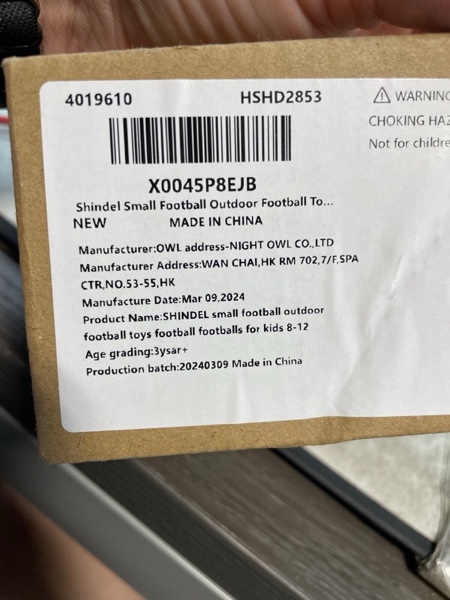 4019610 HSHD2853
X0045P8EJB
Shindel Small Football Outdoor Football To...
NEW MADE IN CHINA
Manufacturer:OWL address-NIGHT OWL CO.,LTD
Manufacturer Address:WAN CHAI,HK RM 702,7/F,SPA
CTR,NO.53-55,HK
Manufacture Date:Mar 09,2024
Product Name:SHINDEL small football outdoor
football toys football footballs for kids 8-12
Age grading:3ysar+
Production batch:20240309 Made in China
⚠ WARNING
CHOKING HAZ
Not for childre